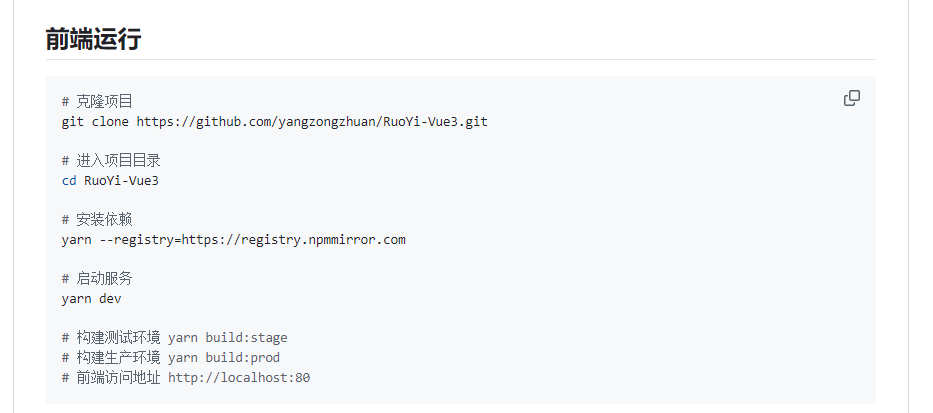 前端运行
# 克隆项目
git clone https://github.com/yangzongzhuan/RuoYi-Vue3.git
# 进入项目目录
cd RuoYi-Vue3
# 安装依赖
yarn --registry=https://registry.npmmirror.com
# 启动服务
yarn dev
# 构建测试环境 yarn build:stage
# 构建生产环境 yarn build:prod
# 前端访问地址 http://localhost:80